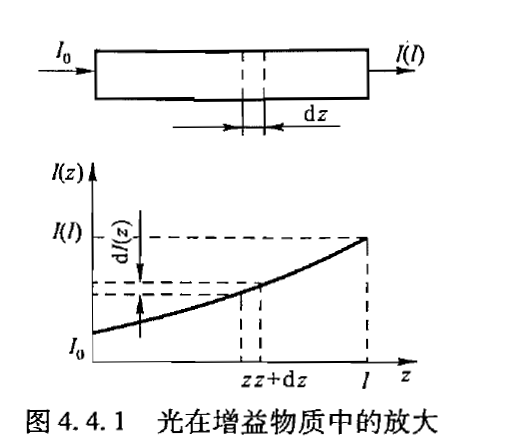 I₀ I(l)
dz
I(z)
I(l)
dI(z)
I₀
z z+dz l z
图 4.4.1 光在增益物质中的放大